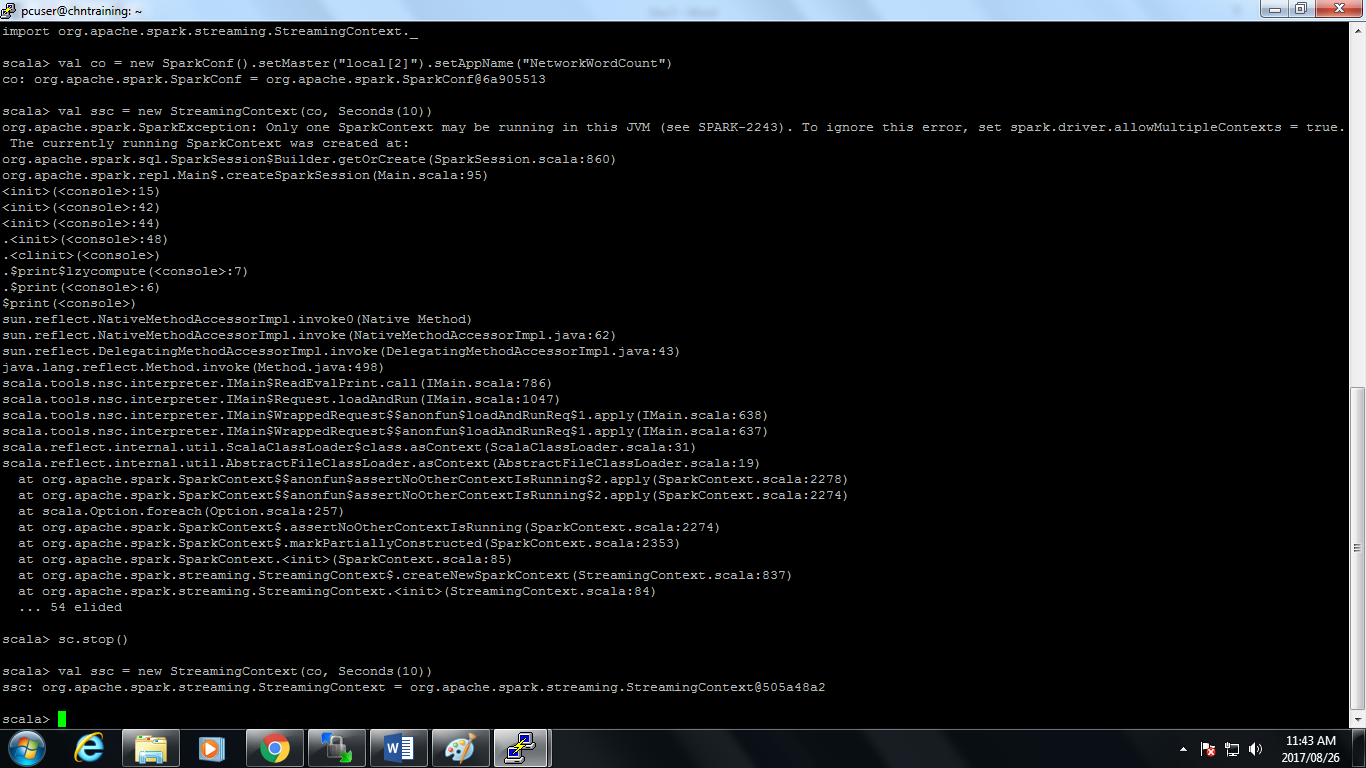 pcuser@chntraining: ~
import org.apache.spark.streaming.StreamingContext._
scala> val co = new SparkConf().setMaster("local[2]").setAppName("NetworkWordCount")
co: org.apache.spark.SparkConf = org.apache.spark.SparkConf@6a905513
scala> val ssc = new StreamingContext(co, Seconds(10))
org.apache.spark.SparkException: Only one SparkContext may be running in this JVM (see SPARK-2243). To ignore this error, set spark.driver.allowMultipleContexts = true.
 The currently running SparkContext was created at:
org.apache.spark.sql.SparkSession$Builder.getOrCreate(SparkSession.scala:860)
org.apache.spark.repl.Main$.createSparkSession(Main.scala:95)
<init>(<console>:15)
<init>(<console>:42)
<init>(<console>:44)
.<init>(<console>:48)
.<clinit>(<console>)
.$print$lzycompute(<console>:7)
.$print(<console>:6)
$print(<console>)
sun.reflect.NativeMethodAccessorImpl.invoke0(Native Method)
sun.reflect.NativeMethodAccessorImpl.invoke(NativeMethodAccessorImpl.java:62)
sun.reflect.DelegatingMethodAccessorImpl.invoke(DelegatingMethodAccessorImpl.java:43)
java.lang.reflect.Method.invoke(Method.java:498)
scala.tools.nsc.interpreter.IMain$ReadEvalPrint.call(IMain.scala:786)
scala.tools.nsc.interpreter.IMain$Request.loadAndRun(IMain.scala:1047)
scala.tools.nsc.interpreter.IMain$WrappedRequest$$anonfun$loadAndRunReq$1.apply(IMain.scala:638)
scala.tools.nsc.interpreter.IMain$WrappedRequest$$anonfun$loadAndRunReq$1.apply(IMain.scala:637)
scala.reflect.internal.util.ScalaClassLoader$class.asContext(ScalaClassLoader.scala:31)
scala.reflect.internal.util.AbstractFileClassLoader.asContext(AbstractFileClassLoader.scala:19)
  at org.apache.spark.SparkContext$$anonfun$assertNoOtherContextIsRunning$2.apply(SparkContext.scala:2278)
  at org.apache.spark.SparkContext$$anonfun$assertNoOtherContextIsRunning$2.apply(SparkContext.scala:2274)
  at scala.Option.foreach(Option.scala:257)
  at org.apache.spark.SparkContext$.assertNoOtherContextIsRunning(SparkContext.scala:2274)
  at org.apache.spark.SparkContext$.markPartiallyConstructed(SparkContext.scala:2353)
  at org.apache.spark.SparkContext.<init>(SparkContext.scala:85)
  at org.apache.spark.streaming.StreamingContext$.createNewSparkContext(StreamingContext.scala:837)
  at org.apache.spark.streaming.StreamingContext.<init>(StreamingContext.scala:84)
  ... 54 elided
scala> sc.stop()
scala> val ssc = new StreamingContext(co, Seconds(10))
ssc: org.apache.spark.streaming.StreamingContext = org.apache.spark.streaming.StreamingContext@505a48a2
scala>
11:43 AM
2017/08/26